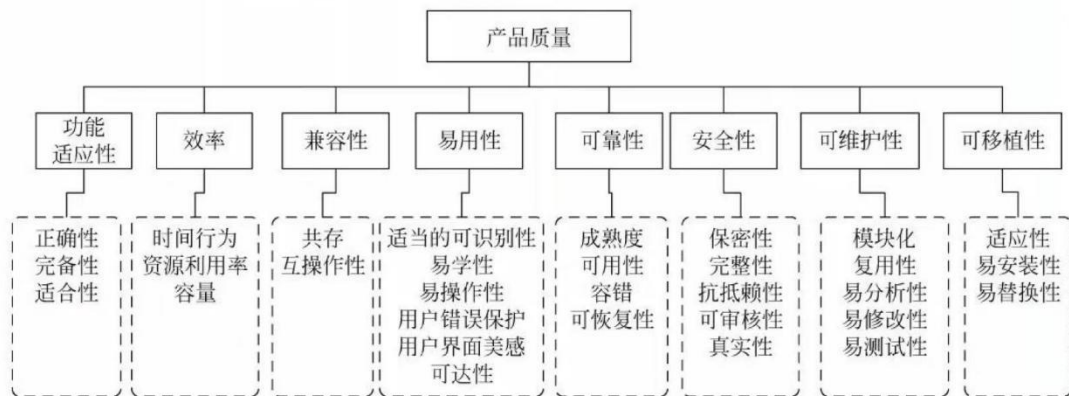 产品质量
功能
适应性
效率
兼容性
易用性
可靠性
安全性
可维护性
可移植性
正确性
完备性
适合性
时间行为
资源利用率
容量
共存
互操作性
适当的可识别性
易学性
易操作性
用户错误保护
用户界面美感
可达性
成熟度
可用性
容错
可恢复性
保密性
完整性
抗抵赖性
可审核性
真实性
模块化
复用性
易分析性
易修改性
易测试性
适应性
易安装性
易替换性